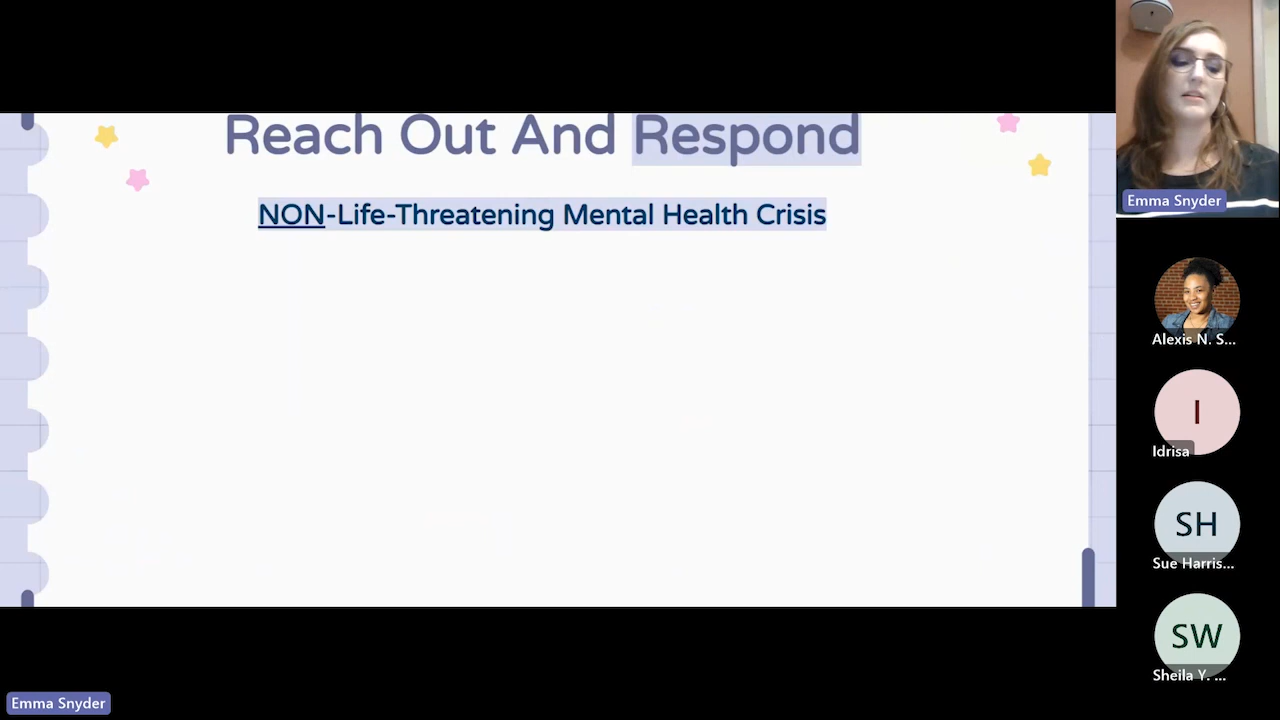 Reach Out And Respond
NON-Life-Threatening Mental Health Crisis
Emma Snyder
Alexis N. S...
I
Idrisa
SH
Sue Harris...
SW
Sheila Y. ...
Emma Snyder